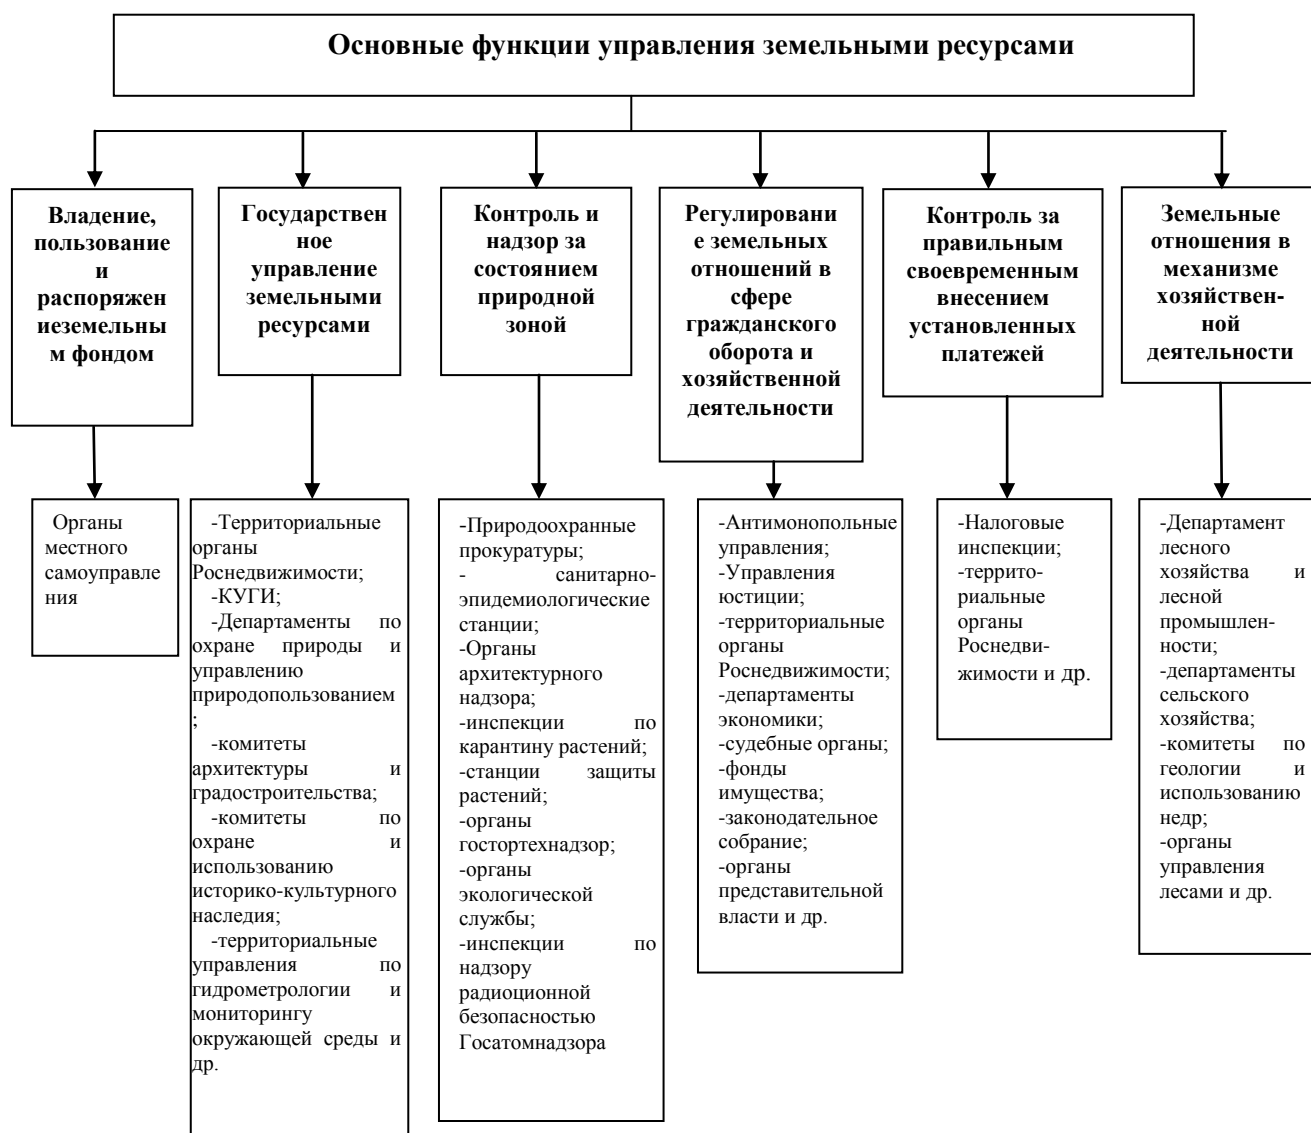 Основные функции управления земельными ресурсами
Владение,
пользование
и
распоряжен
иеземельны
м фондом
Государствен
ное
управление
земельными
ресурсами
Контроль и
надзор за
состоянием
природной
зоной
Регулировани
е земельных
отношений в
сфере
гражданского
оборота и
хозяйственной
деятельности
Контроль за
правильным
своевременным
внесением
установленных
платежей
Земельные
отношения в
механизме
хозяйствен-
ной
деятельности
Органы
местного
самоуправле
ния
-Территориальные
органы
Роснедвижимости;
-КУГИ;
-Департаменты по
охране природы и
управлению
природопользованием
;
-комитеты
архитектуры и
градостроительства;
-комитеты по
охране и
использованию
историко-культурного
наследия;
-территориальные
управления по
гидрометрологии и
мониторингу
окружающей среды и
др.
-Природоохранные
прокуратуры;
- санитарно-
эпидемиологические
станции;
-Органы
архитектурного
надзора;
-инспекции по
карантину растений;
-станции защиты
растений;
-органы
госторттехнадзор;
-органы
экологической
службы;
-инспекции по
надзору
радиоционной
безопасностью
Госатомнадзора
-Антимонопольные
управления;
-Управления
юстиции;
-территориальные
органы
Роснедвижимости;
-департаменты
экономики;
-судебные органы;
-фонды
имущества;
-законодательное
собрание;
-органы
представительной
власти и др.
-Налоговые
инспекции;
-террито-
риальные
органы
Роснедви-
жимости и др.
-Департамент
лесного
хозяйства и
лесной
промышлен-
ности;
-департаменты
сельского
хозяйства;
-комитеты по
геологии и
использованию
недр;
-органы
управления
лесами и др.